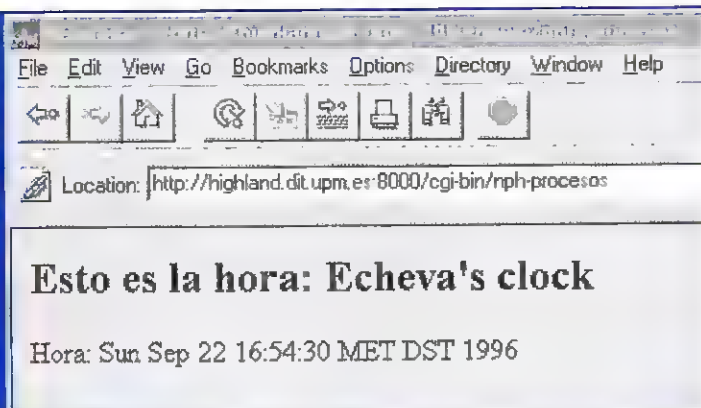 File Edit View Go Bookmarks Options Directory Window Help
Location: http://highland.dit.upm.es:8000/cgi-bin/nph-procesos
Esto es la hora: Echeva's clock
Hora: Sun Sep 22 16:54:30 MET DST 1996